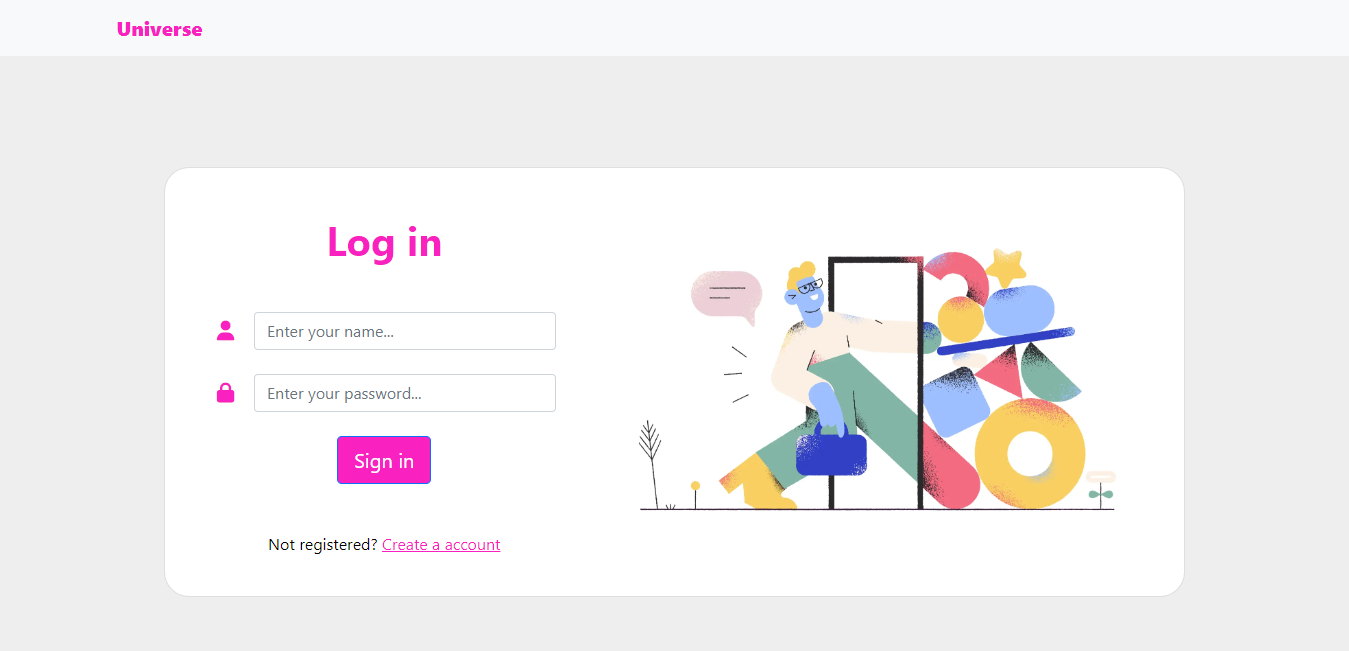 Universe
Log in
Enter your name...
Enter your password...
Sign in
Not registered? Create a account